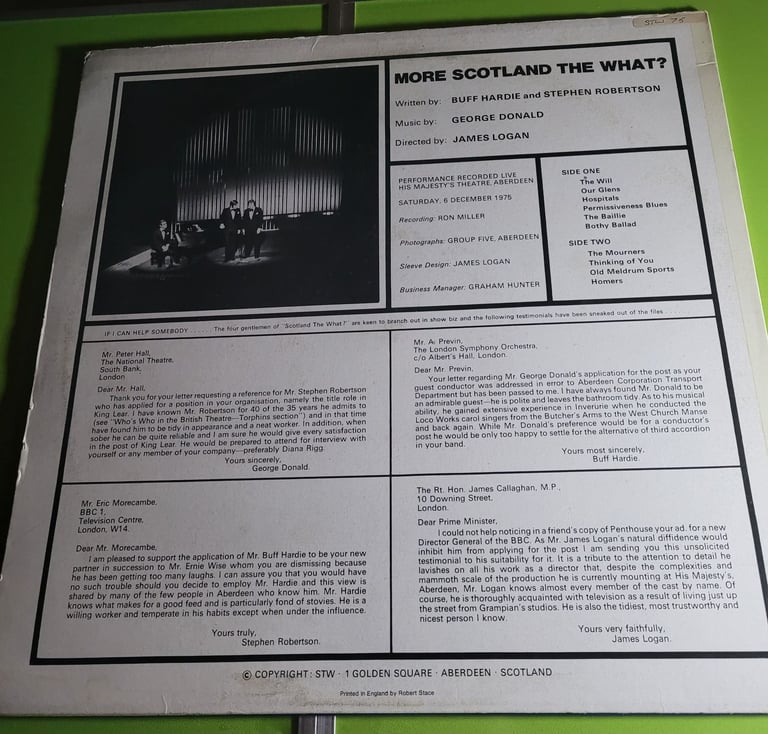 STW 75
MORE SCOTLAND THE WHAT?
Written by: BUFF HARDIE and STEPHEN ROBERTSON
Music by: GEORGE DONALD
Directed by: JAMES LOGAN
PERFORMANCE RECORDED LIVE
HIS MAJESTY'S THEATRE, ABERDEEN
SATURDAY, 6 DECEMBER 1975
Recording: RON MILLER
Photographs: GROUP FIVE, ABERDEEN
Sleeve Design: JAMES LOGAN
Business Manager: GRAHAM HUNTER
SIDE ONE
The Will
Our Glens
Hospitals
Permissiveness Blues
The Baillie
Bothy Ballad
SIDE TWO
The Mourners
Thinking of You
Old Meldrum Sports
Homers
IF I CAN HELP SOMEBODY . . . . . . The four gentlemen of "Scotland The What?" are keen to branch out in show biz and the following testimonials have been sneaked out of the files . . . . . .
Mr. Peter Hall,
The National Theatre,
South Bank,
London
Dear Mr. Hall,
Thank you for your letter requesting a reference for Mr. Stephen Robertson
who has applied for a position in your organisation, namely the title role in
King Lear. I have known Mr. Robertson for 40 of the 35 years he admits to
(see "Who's Who in the British Theatre—Torphins section") and in that time
have found him to be tidy in appearance and a neat worker. In addition, when
sober he can be quite reliable and I am sure he would give every satisfaction
in the post of King Lear. He would be prepared to attend for interview with
yourself or any member of your company—preferably Diana Rigg.
Yours sincerely,
George Donald.
Mr. A. Previn,
The London Symphony Orchestra,
c/o Albert's Hall, London.
Dear Mr. Previn,
Your letter regarding Mr. George Donald's application for the post as your
guest conductor was addressed in error to Aberdeen Corporation Transport
Department but has been passed to me. I have always found Mr. Donald to be
an admirable guest—he is polite and leaves the bathroom tidy. As to his musical
ability, he gained extensive experience in Inverurie when he conducted the
Loco Works carol singers from the Butcher's Arms to the West Church Manse
and back again. While Mr. Donald's preference would be for a conductor's
post he would be only too happy to settle for the alternative of third accordion
in your band.
Yours most sincerely,
Buff Hardie.
Mr. Eric Morecambe,
BBC 1,
Television Centre,
London, W14.
Dear Mr. Morecambe,
I am pleased to support the application of Mr. Buff Hardie to be your new
partner in succession to Mr. Ernie Wise whom you are dismissing because
he has been getting too many laughs. I can assure you that you would have
no such trouble should you decide to employ Mr. Hardie and this view is
shared by many of the few people in Aberdeen who know him. Mr. Hardie
knows what makes for a good feed and is particularly fond of stovies. He is a
willing worker and temperate in his habits except when under the influence.
Yours truly,
Stephen Robertson.
The Rt. Hon. James Callaghan, M.P.,
10 Downing Street,
London.
Dear Prime Minister,
I could not help noticing in a friend's copy of Penthouse your ad. for a new
Director General of the BBC. As Mr. James Logan's natural diffidence would
inhibit him from applying for the post I am sending you this unsolicited
testimonial to his suitability for it. It is a tribute to the attention to detail he
lavishes on all his work as a director that, despite the complexities and
mammoth scale of the production he is currently mounting at His Majesty's,
Aberdeen, Mr. Logan knows almost every member of the cast by name. Of
course, he is thoroughly acquainted with television as a result of living just up
the street from Grampian's studios. He is also the tidiest, most trustworthy and
nicest person I know.
Yours very faithfully,
James Logan.
© COPYRIGHT: STW · 1 GOLDEN SQUARE · ABERDEEN · SCOTLAND
Printed in England by Robert Stace